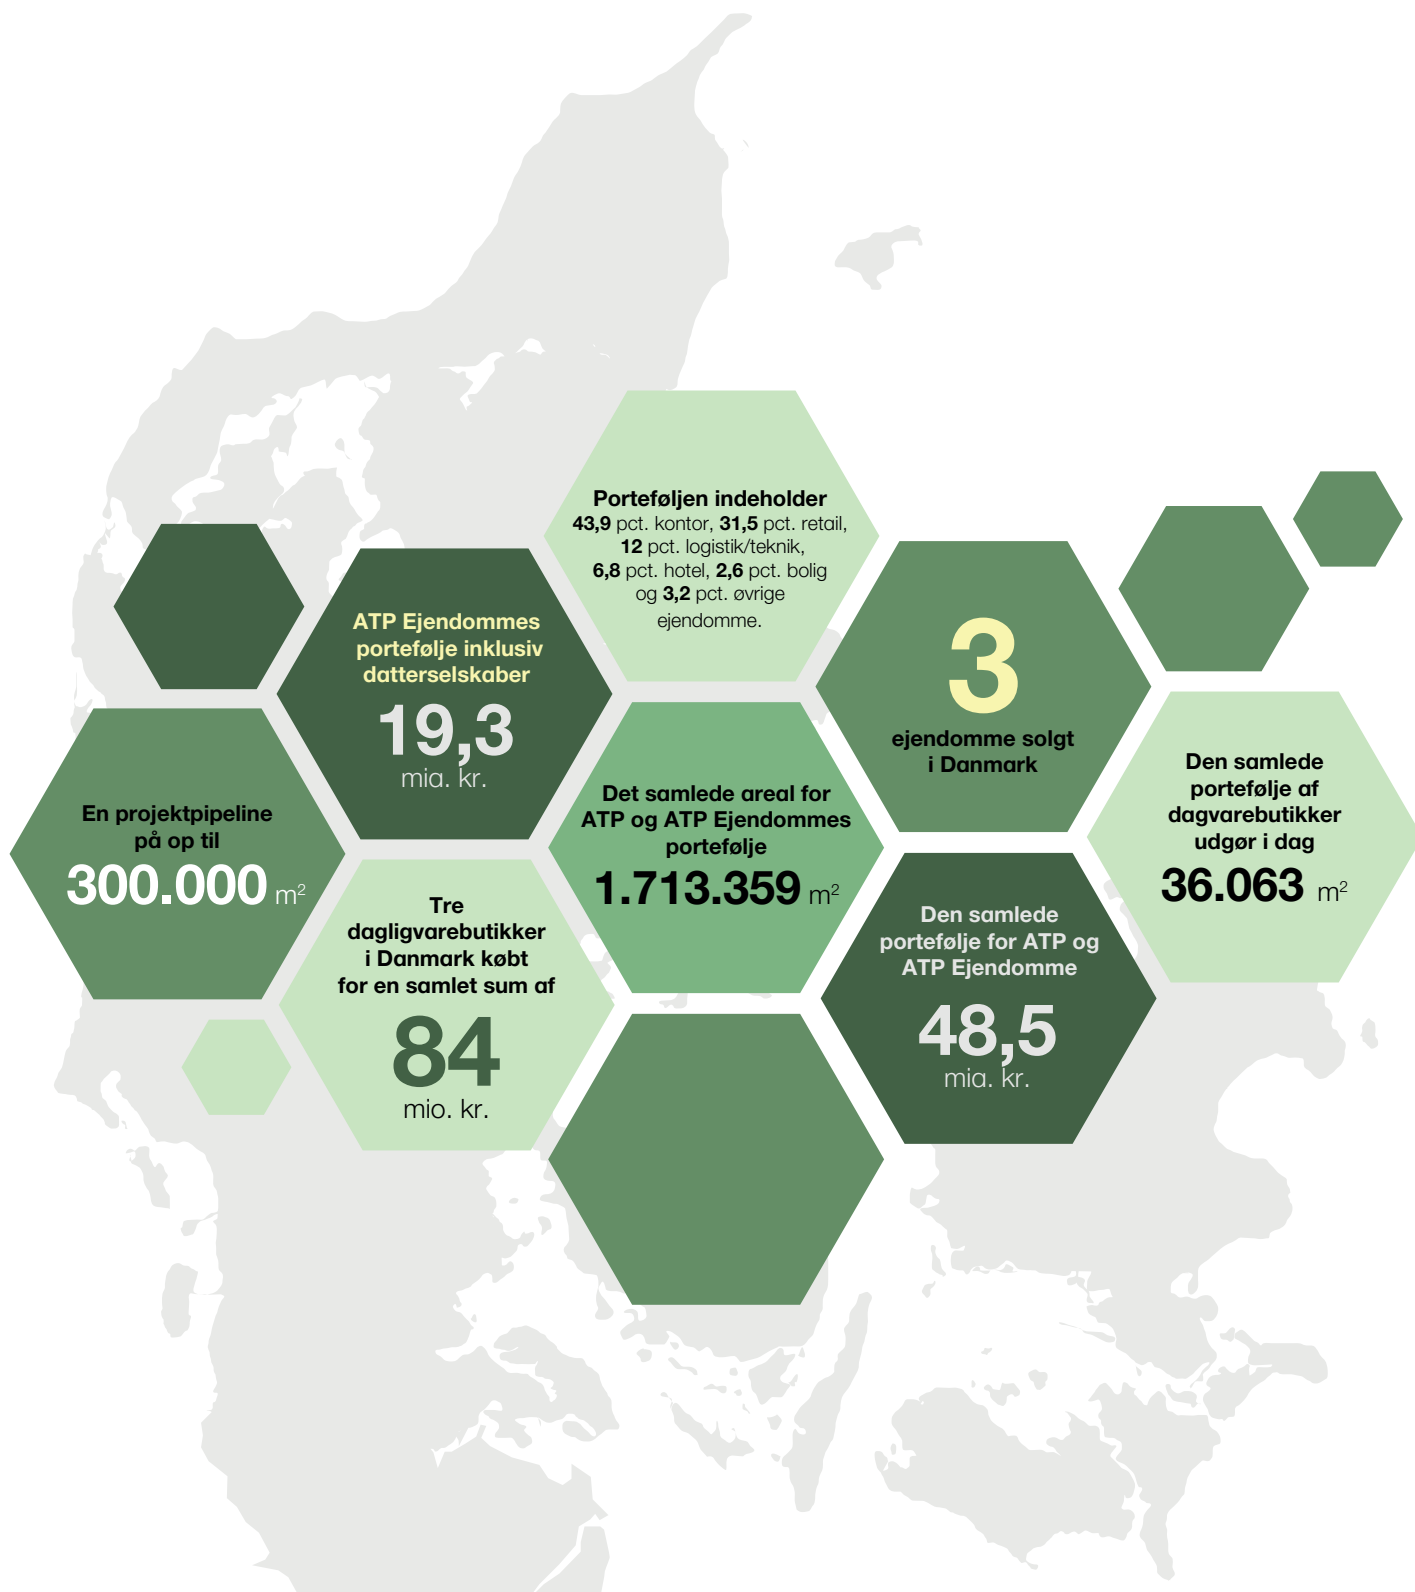 Porteføljen indeholder
43,9 pct. kontor, 31,5 pct. retail,
12 pct. logistik/teknik,
6,8 pct. hotel, 2,6 pct. bolig
og 3,2 pct. øvrige
ejendomme.
ATP Ejendommes
portefølje inklusiv
datterselskaber
19,3
mia. kr.
3
ejendomme solgt
i Danmark
En projektpipeline
på op til
300.000 m²
Det samlede areal for
ATP og ATP Ejendommes
portefølje
1.713.359 m²
Den samlede
portefølje af
dagvarebutikker
udgør i dag
36.063 m²
Tre
dagligvarebutikker
i Danmark købt
for en samlet sum af
84
mio. kr.
Den samlede
portefølje for ATP og
ATP Ejendomme
48,5
mia. kr.